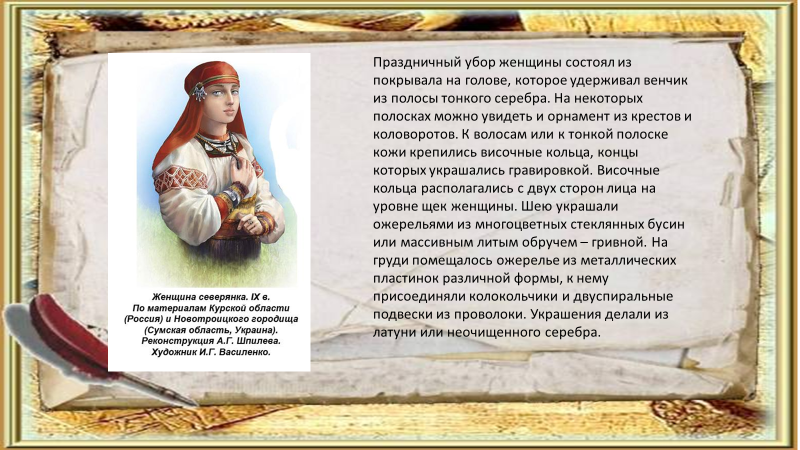 Праздничный убор женщины состоял из
покрывала на голове, которое удерживал венчик
из полосы тонкого серебра. На некоторых
полосках можно увидеть и орнамент из крестов и
коловоротов. К волосам или к тонкой полоске
кожи крепились височные кольца, концы
которых украшались гравировкой. Височные
кольца располагались с двух сторон лица на
уровне щек женщины. Шею украшали
ожерельями из многоцветных стеклянных бусин
или массивным литым обручем – гривной. На
груди помещалось ожерелье из металлических
пластинок различной формы, к нему
присоединяли колокольчики и двуспиральные
подвески из проволоки. Украшения делали из
латуни или неочищенного серебра.
Женщина северянка. IX в.
По материалам Курской области
(Россия) и Новотроицкого городища
(Сумская область, Украина).
Реконструкция А.Г. Шпилева.
Художник И.Г. Василенко.